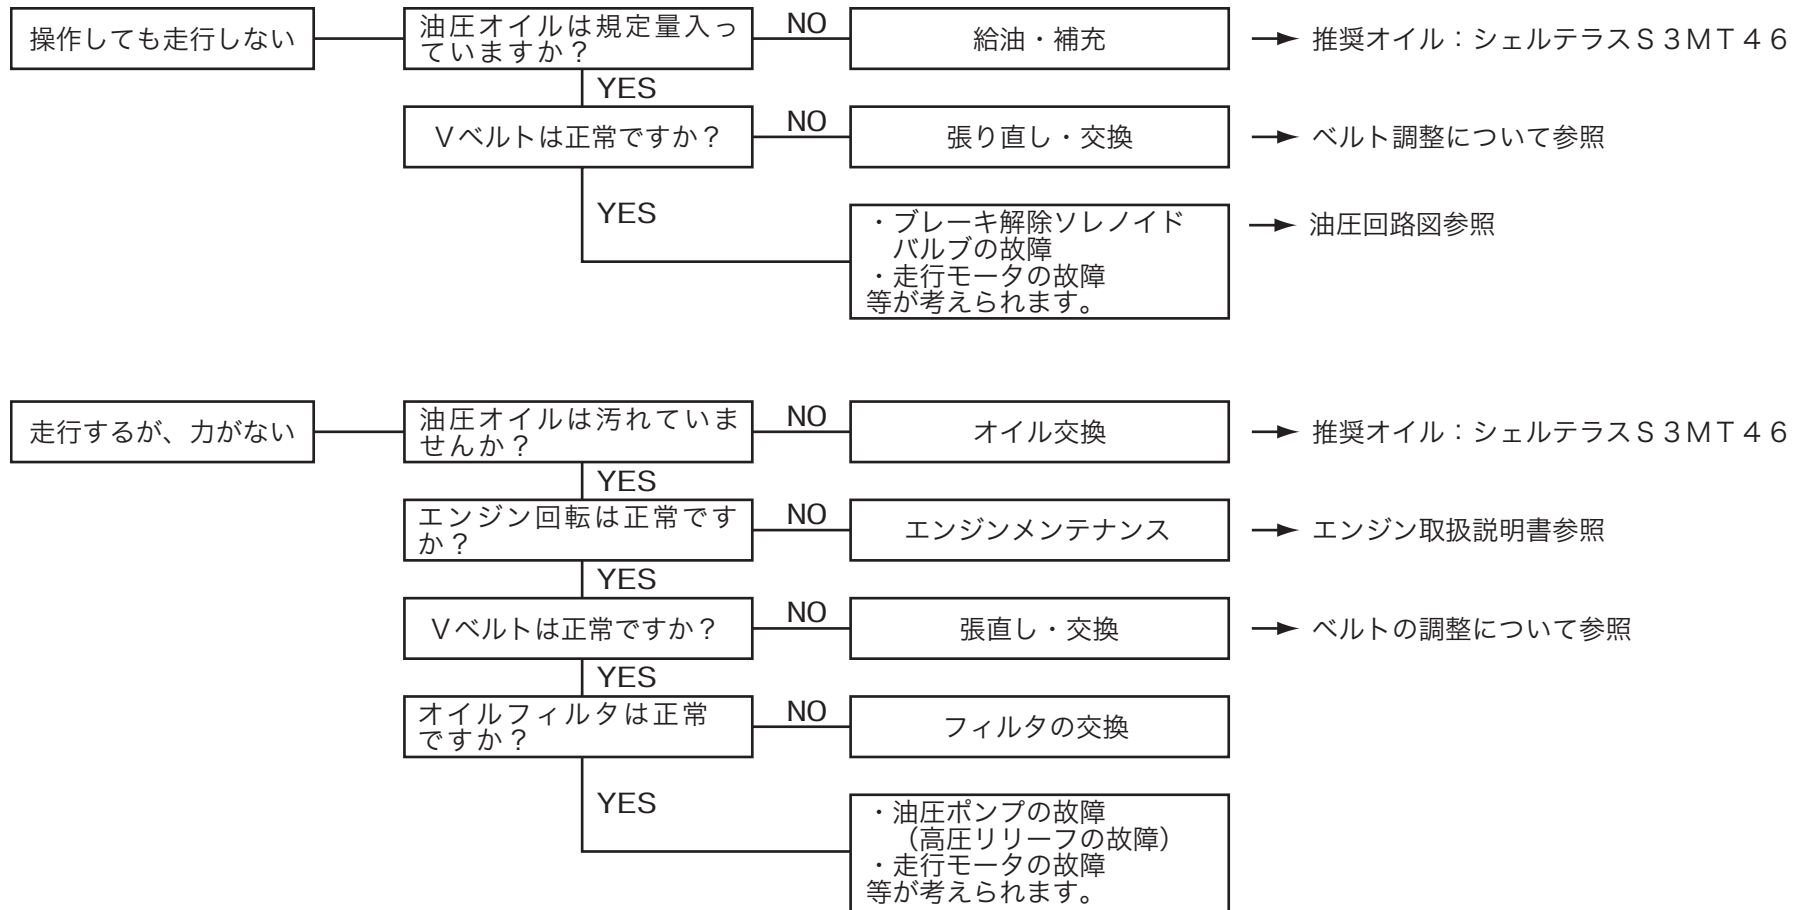 操作しても走行しない
油圧オイルは規定量入っ
ていますか？
NO
給油・補充
推奨オイル：シェルテラスＳ３ＭＴ４６
YES
Ｖベルトは正常ですか？
NO
張り直し・交換
ベルト調整について参照
YES
・ブレーキ解除ソレノイド
バルブの故障
・走行モータの故障
等が考えられます。
油圧回路図参照
走行するが、力がない
油圧オイルは汚れていま
せんか？
NO
オイル交換
推奨オイル：シェルテラスＳ３ＭＴ４６
YES
エンジン回転は正常です
か？
NO
エンジンメンテナンス
エンジン取扱説明書参照
YES
Ｖベルトは正常ですか？
NO
張直し・交換
ベルトの調整について参照
YES
オイルフィルタは正常
ですか？
NO
フィルタの交換
YES
・油圧ポンプの故障
（高圧リリーフの故障）
・走行モータの故障
等が考えられます。